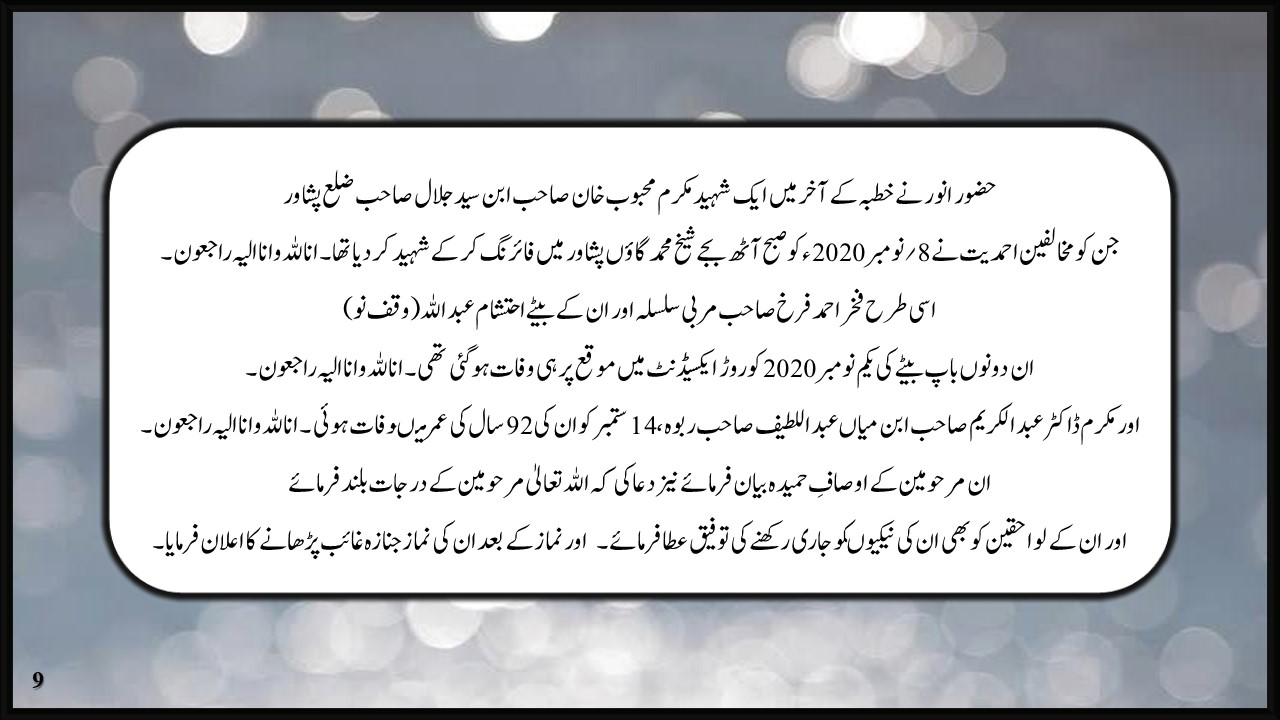 حضور انور نے خطبہ کے آخر میں ایک شہید مکرم محبوب خان صاحب ابن سید جلال صاحب ضلع پشاور
جن کو مخالفین احمدیت نے 8؍نومبر 2020ء کو صبح آٹھ بجے شیخ محمد گاؤں پشاور میں فائرنگ کرکے شہید کر دیا تھا۔ انا للہ وانا الیہ راجعون۔
اسی طرح فخر احمد فرخ صاحب مربی سلسلہ اور ان کے بیٹے احتشام عبد اللہ (وقف نو)
ان دونوں باپ بیٹے کی یکم نومبر 2020 کو روڑ ایکسیڈنٹ میں موقع پر ہی وفات ہو گئی تھی۔ انا للہ وانا الیہ راجعون۔
اور مکرم ڈاکٹر عبد الکریم صاحب ابن میاں عبد اللطیف صاحب ربوہ، 14 ستمبر کو ان کی 92 سال کی عمر میں وفات ہوئی۔ انا للہ وانا الیہ راجعون۔
ان مرحومین کے اوصافِ حمیدہ بیان فرمائے نیز دعا کی کہ اللہ تعالیٰ مرحومین کے درجات بلند فرمائے
اور ان کے لواحقین کو بھی ان کی نیکیوں کو جاری رکھنے کی توفیق عطا فرمائے۔ اور نماز کے بعد ان کی نماز جنازہ غائب پڑھانے کا اعلان فرمایا۔
9